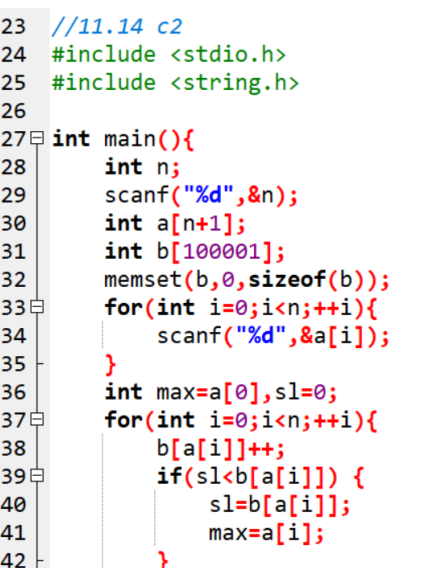 23 //11.14 c2
24 #include <stdio.h>
25 #include <string.h>
26
27 int main(){
28     int n;
29     scanf("%d",&n);
30     int a[n+1];
31     int b[100001];
32     memset(b,0,sizeof(b));
33     for(int i=0;i<n;++i){
34         scanf("%d",&a[i]);
35     }
36     int max=a[0],sl=0;
37     for(int i=0;i<n;++i){
38         b[a[i]]++;
39         if(sl<b[a[i]]) {
40             sl=b[a[i]];
41             max=a[i];
42         }